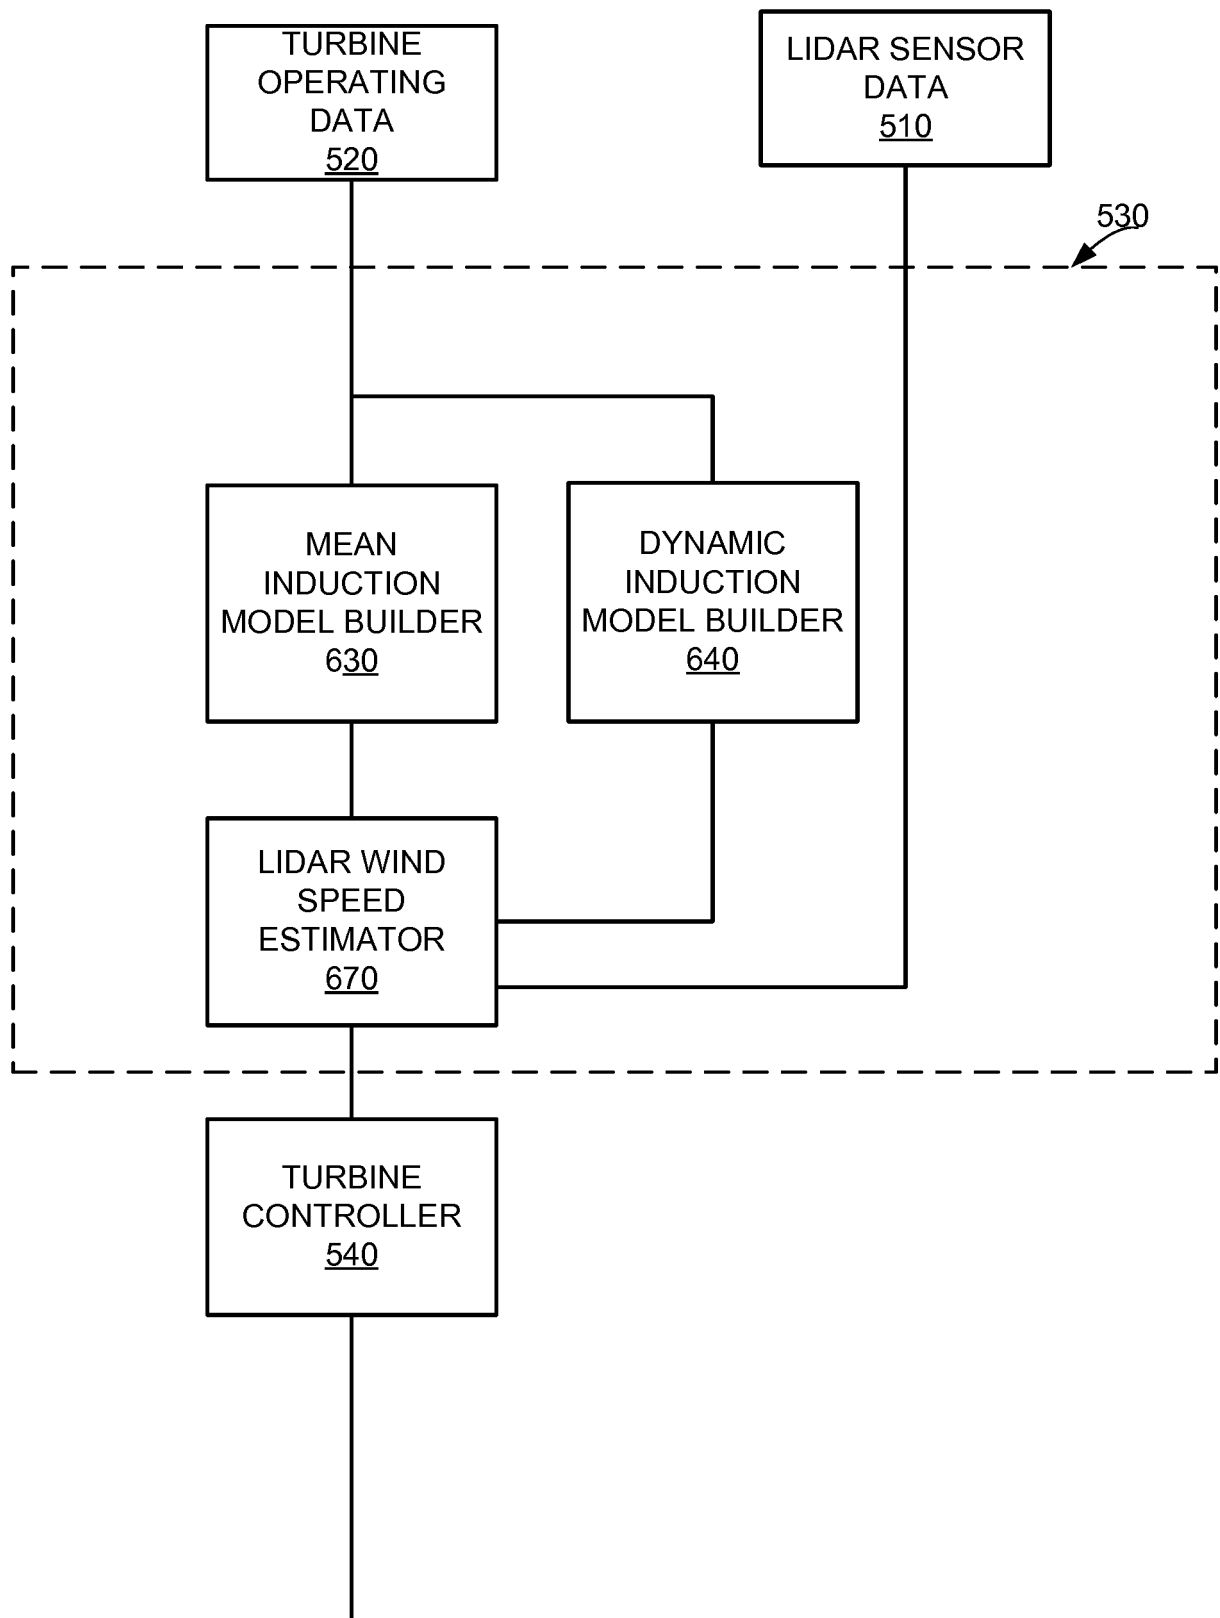 TURBINE
OPERATING
DATA
520
LIDAR SENSOR
DATA
510
530
MEAN
INDUCTION
MODEL BUILDER
630
DYNAMIC
INDUCTION
MODEL BUILDER
640
LIDAR WIND
SPEED
ESTIMATOR
670
TURBINE
CONTROLLER
540